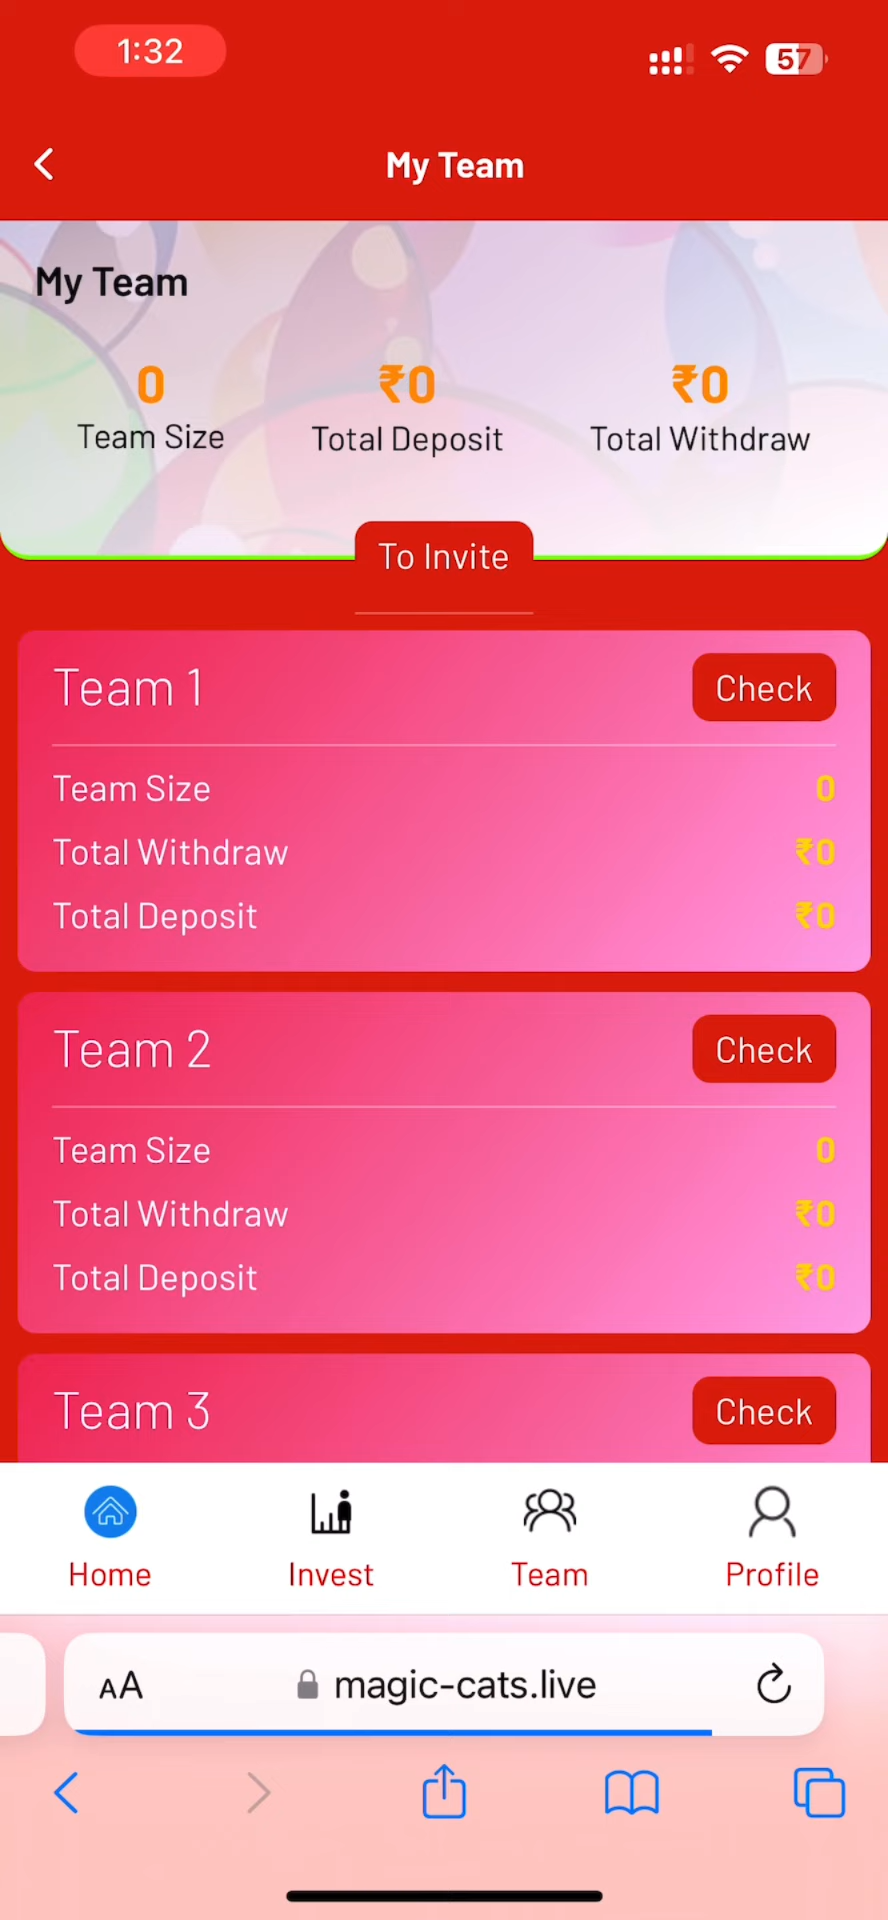 1:32
57
My Team
My Team
0 ₹0 ₹0
Team Size Total Deposit Total Withdraw
To Invite
Team 1 Check
Team Size 0
Total Withdraw ₹0
Total Deposit ₹0
Team 2 Check
Team Size 0
Total Withdraw ₹0
Total Deposit ₹0
Team 3 Check
Home Invest Team Profile
AA magic-cats.live